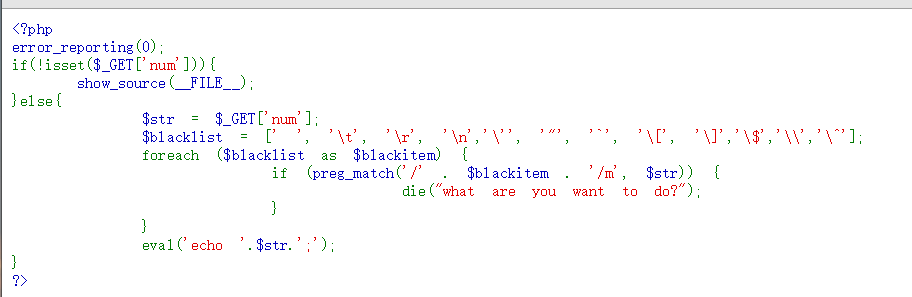 <?php
error_reporting(0);
if(!isset($_GET['num'])){
        show_source(__FILE__);
}else{
                $str = $_GET['num'];
                $blacklist = [' ', '\t', '\r', '\n','\'', '"', '`', '\[', '\]','\$','\\','\^'];
                foreach ($blacklist as $blackitem) {
                                if (preg_match('/' . $blackitem . '/m', $str)) {
                                                die("what are you want to do?");
                                }
                }
                eval('echo '.$str.';');
}
?>